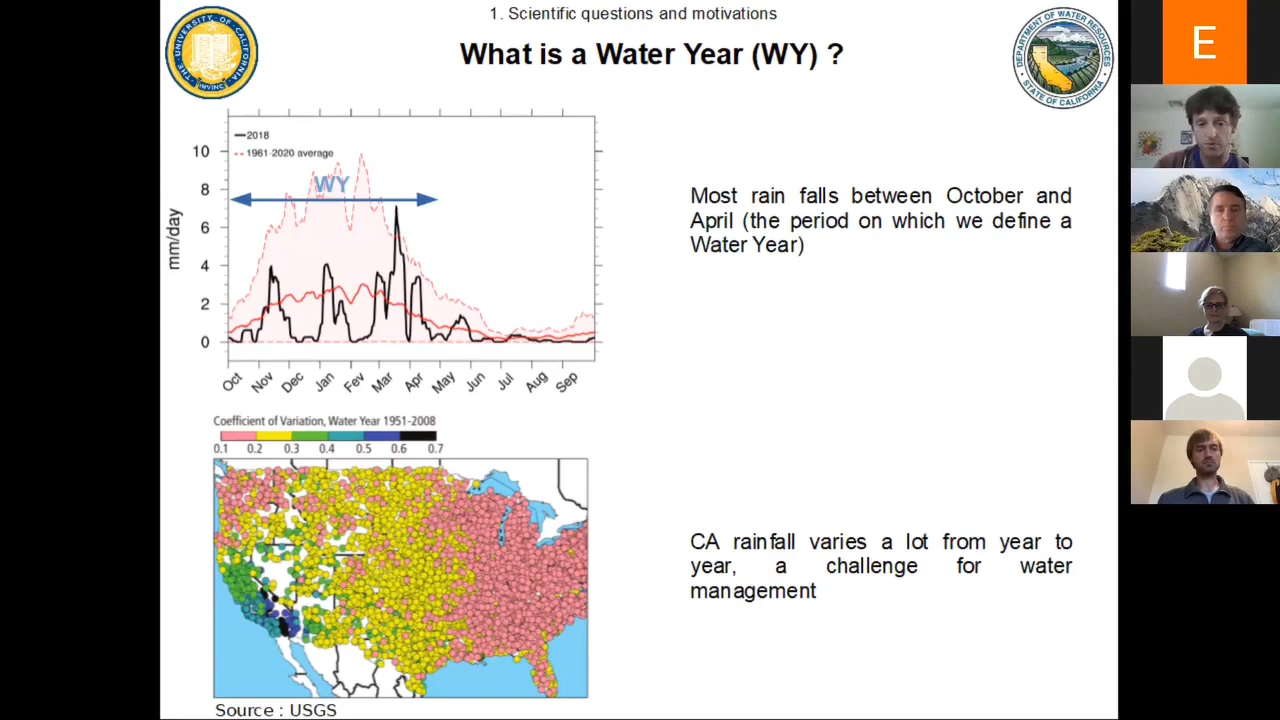 1. Scientific questions and motivations
What is a Water Year (WY) ?
THE UNIVERSITY OF CALIFORNIA
DEPARTMENT OF WATER RESOURCES
STATE OF CALIFORNIA
E
2018
1961-2020 average
WY
mm/day
10
8
6
4
2
0
Oct Nov Dec Jan Fev Mar Apr May Jun Jul Aug Sep
Most rain falls between October and
April (the period on which we define a
Water Year)
Coefficient of Variation, Water Year 1951-2008
0.1 0.2 0.3 0.4 0.5 0.6 0.7
CA rainfall varies a lot from year to
year, a challenge for water
management
Source : USGS